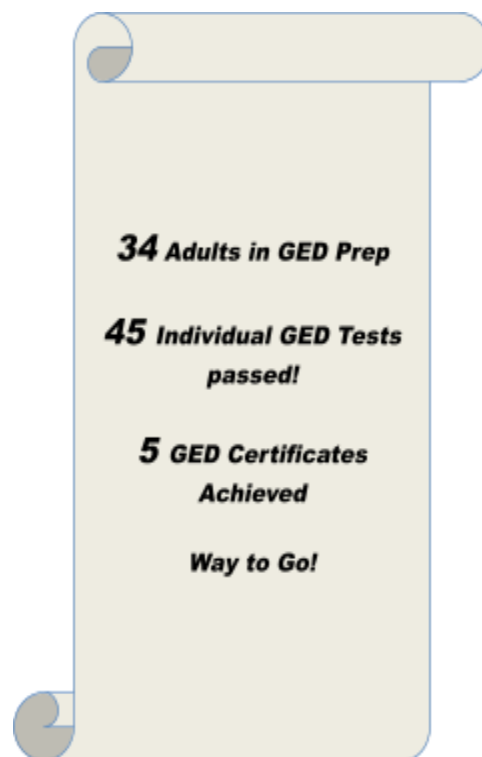 34 Adults in GED Prep
45 Individual GED Tests
passed!
5 GED Certificates
Achieved
Way to Go!